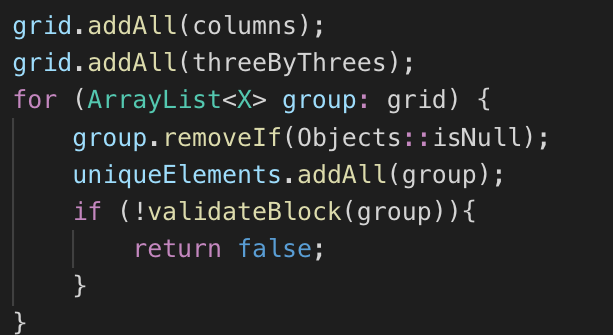 grid.addAll(columns);
grid.addAll(threeByThrees);
for (ArrayList<X> group: grid) {
    group.removeIf(Objects::isNull);
    uniqueElements.addAll(group);
    if (!validateBlock(group)){
        return false;
    }
}